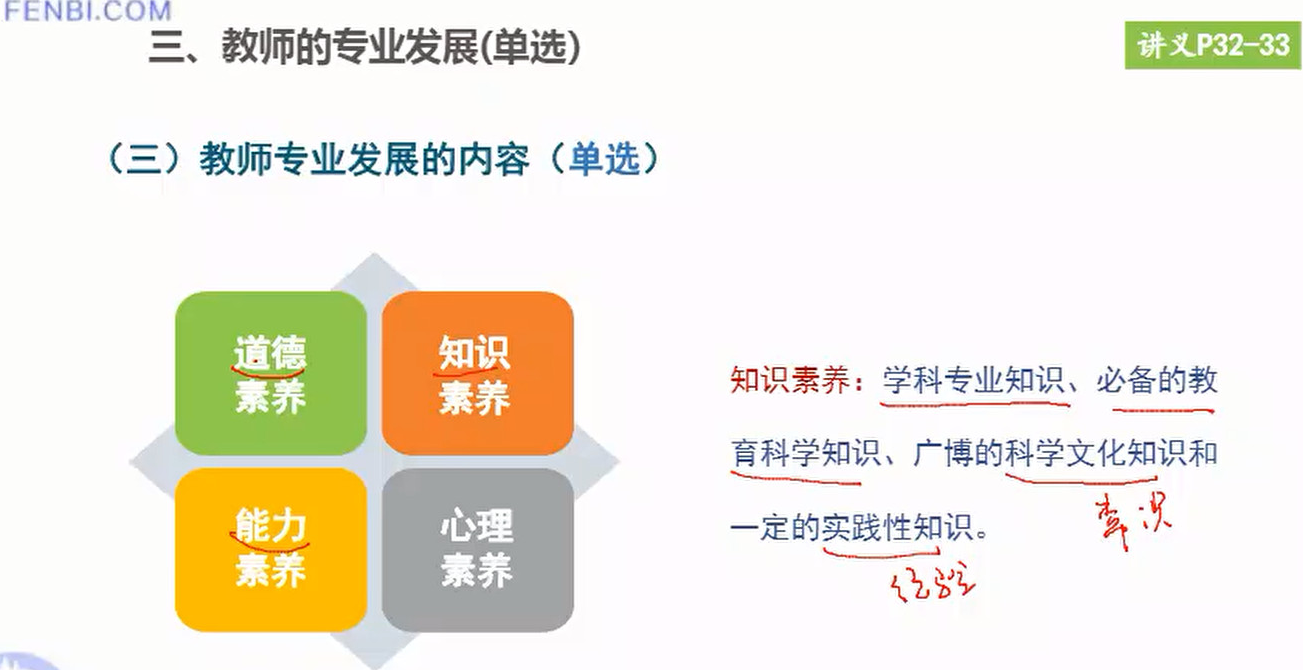 FENBI.COM
三、教师的专业发展(单选)
讲义P32-33
（三）教师专业发展的内容（单选）
道德
素养
知识
素养
能力
素养
心理
素养
知识素养：学科专业知识、必备的教
育科学知识、广博的科学文化知识和
常识
一定的实践性知识。
经验